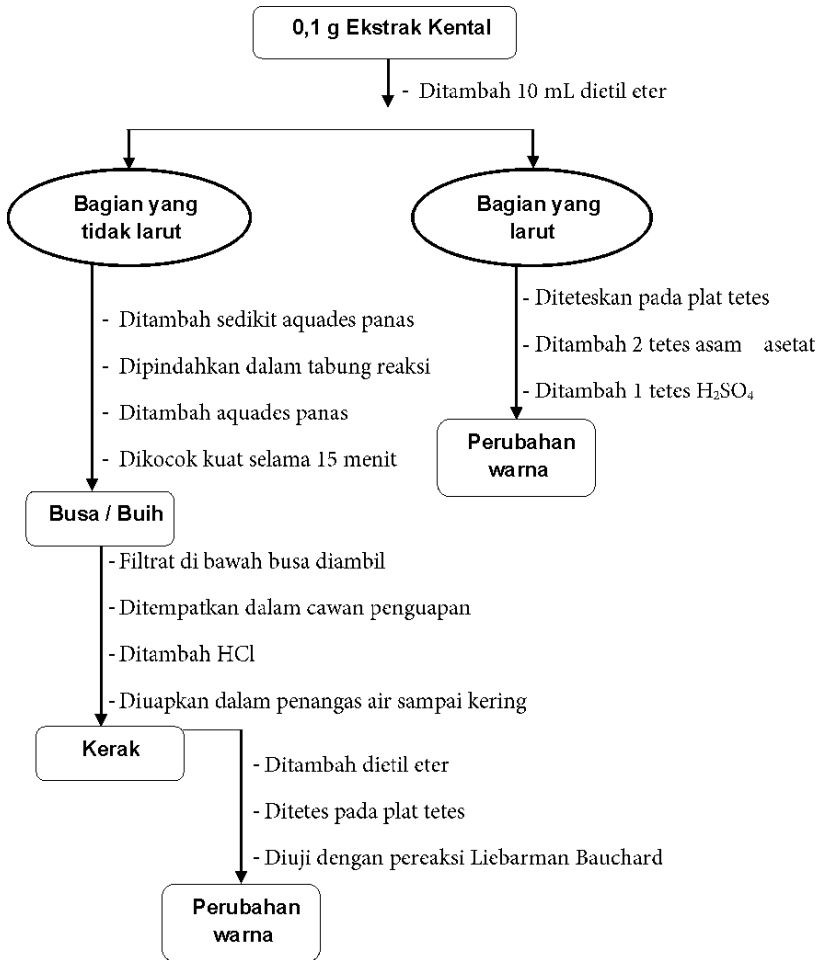 0,1 g Ekstrak Kental
- Ditambah 10 mL dietil eter
Bagian yang
tidak larut
Bagian yang
larut
- Ditambah sedikit aquades panas
- Dipindahkan dalam tabung reaksi
- Ditambah aquades panas
- Dikocok kuat selama 15 menit
- Diteteskan pada plat tetes
- Ditambah 2 tetes asam asetat
- Ditambah 1 tetes H₂SO₄
Perubahan
warna
Busa / Buih
- Filtrat di bawah busa diambil
- Ditempatkan dalam cawan penguapan
- Ditambah HCl
- Diuapkan dalam penangas air sampai kering
Kerak
- Ditambah dietil eter
- Ditetes pada plat tetes
- Diuji dengan pereaksi Liebarman Bauchard
Perubahan
warna